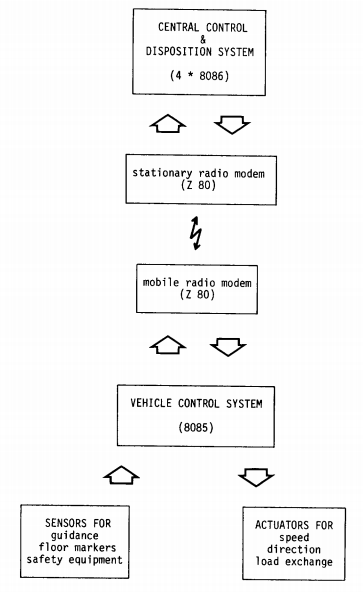 CENTRAL CONTROL
&
DISPOSITION SYSTEM
(4 * 8086)
stationary radio modem
(Z 80)
mobile radio modem
(Z 80)
VEHICLE CONTROL SYSTEM
(8085)
SENSORS FOR
guidance
floor markers
safety equipment
ACTUATORS FOR
speed
direction
load exchange